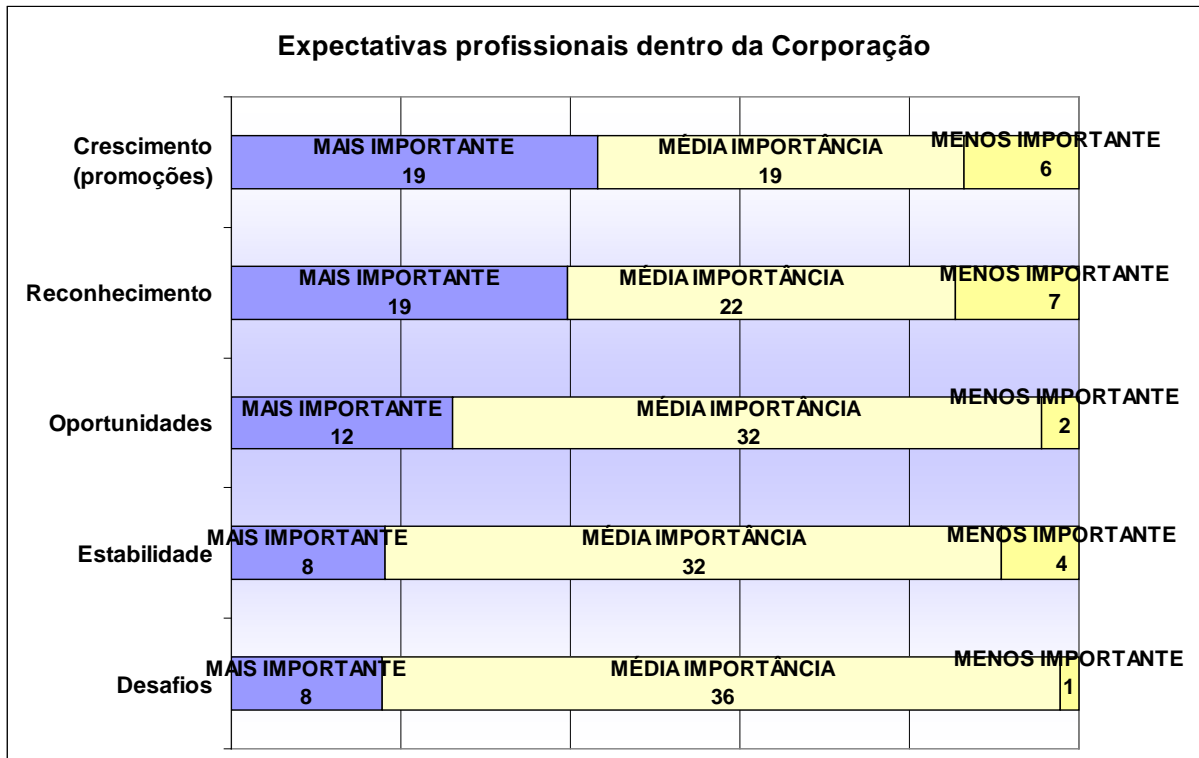 Expectativas profissionais dentro da Corporação
Crescimento
(promoções)
MAIS IMPORTANTE
19
MÉDIA IMPORTÂNCIA
19
MENOS IMPORTANTE
6
Reconhecimento
MAIS IMPORTANTE
19
MÉDIA IMPORTÂNCIA
22
MENOS IMPORTANTE
7
Oportunidades
MAIS IMPORTANTE
12
MÉDIA IMPORTÂNCIA
32
MENOS IMPORTANTE
2
Estabilidade
MAIS IMPORTANTE
8
MÉDIA IMPORTÂNCIA
32
MENOS IMPORTANTE
4
Desafios
MAIS IMPORTANTE
8
MÉDIA IMPORTÂNCIA
36
MENOS IMPORTANTE
1